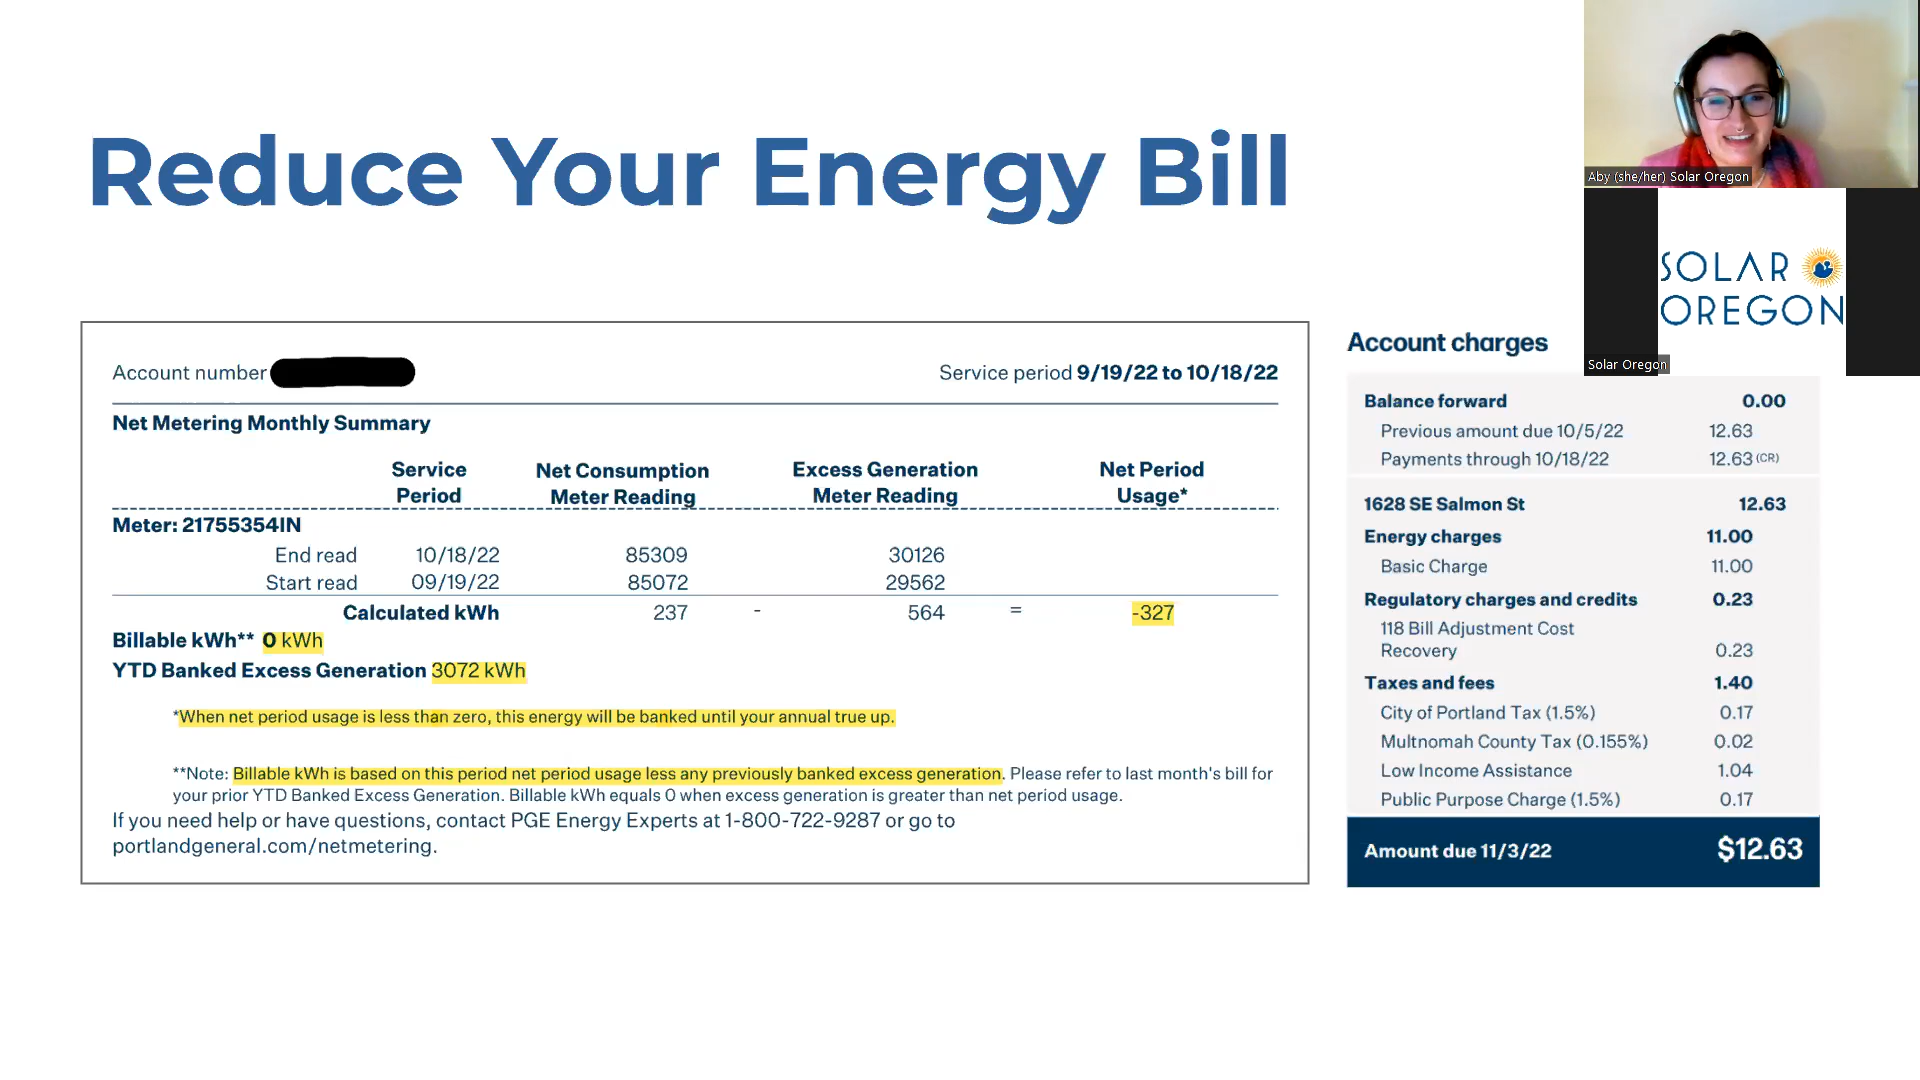 Reduce Your Energy Bill
Aby (she/her) Solar Oregon
SOLAR
OREGON
Solar Oregon
Account number
Service period 9/19/22 to 10/18/22
Net Metering Monthly Summary
Service Period
Net Consumption Meter Reading
Excess Generation Meter Reading
Net Period Usage*
Meter: 21755354IN
End read 10/18/22 85309 30126
Start read 09/19/22 85072 29562
Calculated kWh 237 - 564 = -327
Billable kWh** 0 kWh
YTD Banked Excess Generation 3072 kWh
*When net period usage is less than zero, this energy will be banked until your annual true up.
**Note: Billable kWh is based on this period net period usage less any previously banked excess generation. Please refer to last month's bill for
your prior YTD Banked Excess Generation. Billable kWh equals 0 when excess generation is greater than net period usage.
If you need help or have questions, contact PGE Energy Experts at 1-800-722-9287 or go to
portlandgeneral.com/netmetering.
Account charges
Balance forward 0.00
Previous amount due 10/5/22 12.63
Payments through 10/18/22 12.63 (CR)
1628 SE Salmon St 12.63
Energy charges 11.00
Basic Charge 11.00
Regulatory charges and credits 0.23
118 Bill Adjustment Cost
Recovery 0.23
Taxes and fees 1.40
City of Portland Tax (1.5%) 0.17
Multnomah County Tax (0.155%) 0.02
Low Income Assistance 1.04
Public Purpose Charge (1.5%) 0.17
Amount due 11/3/22 $12.63